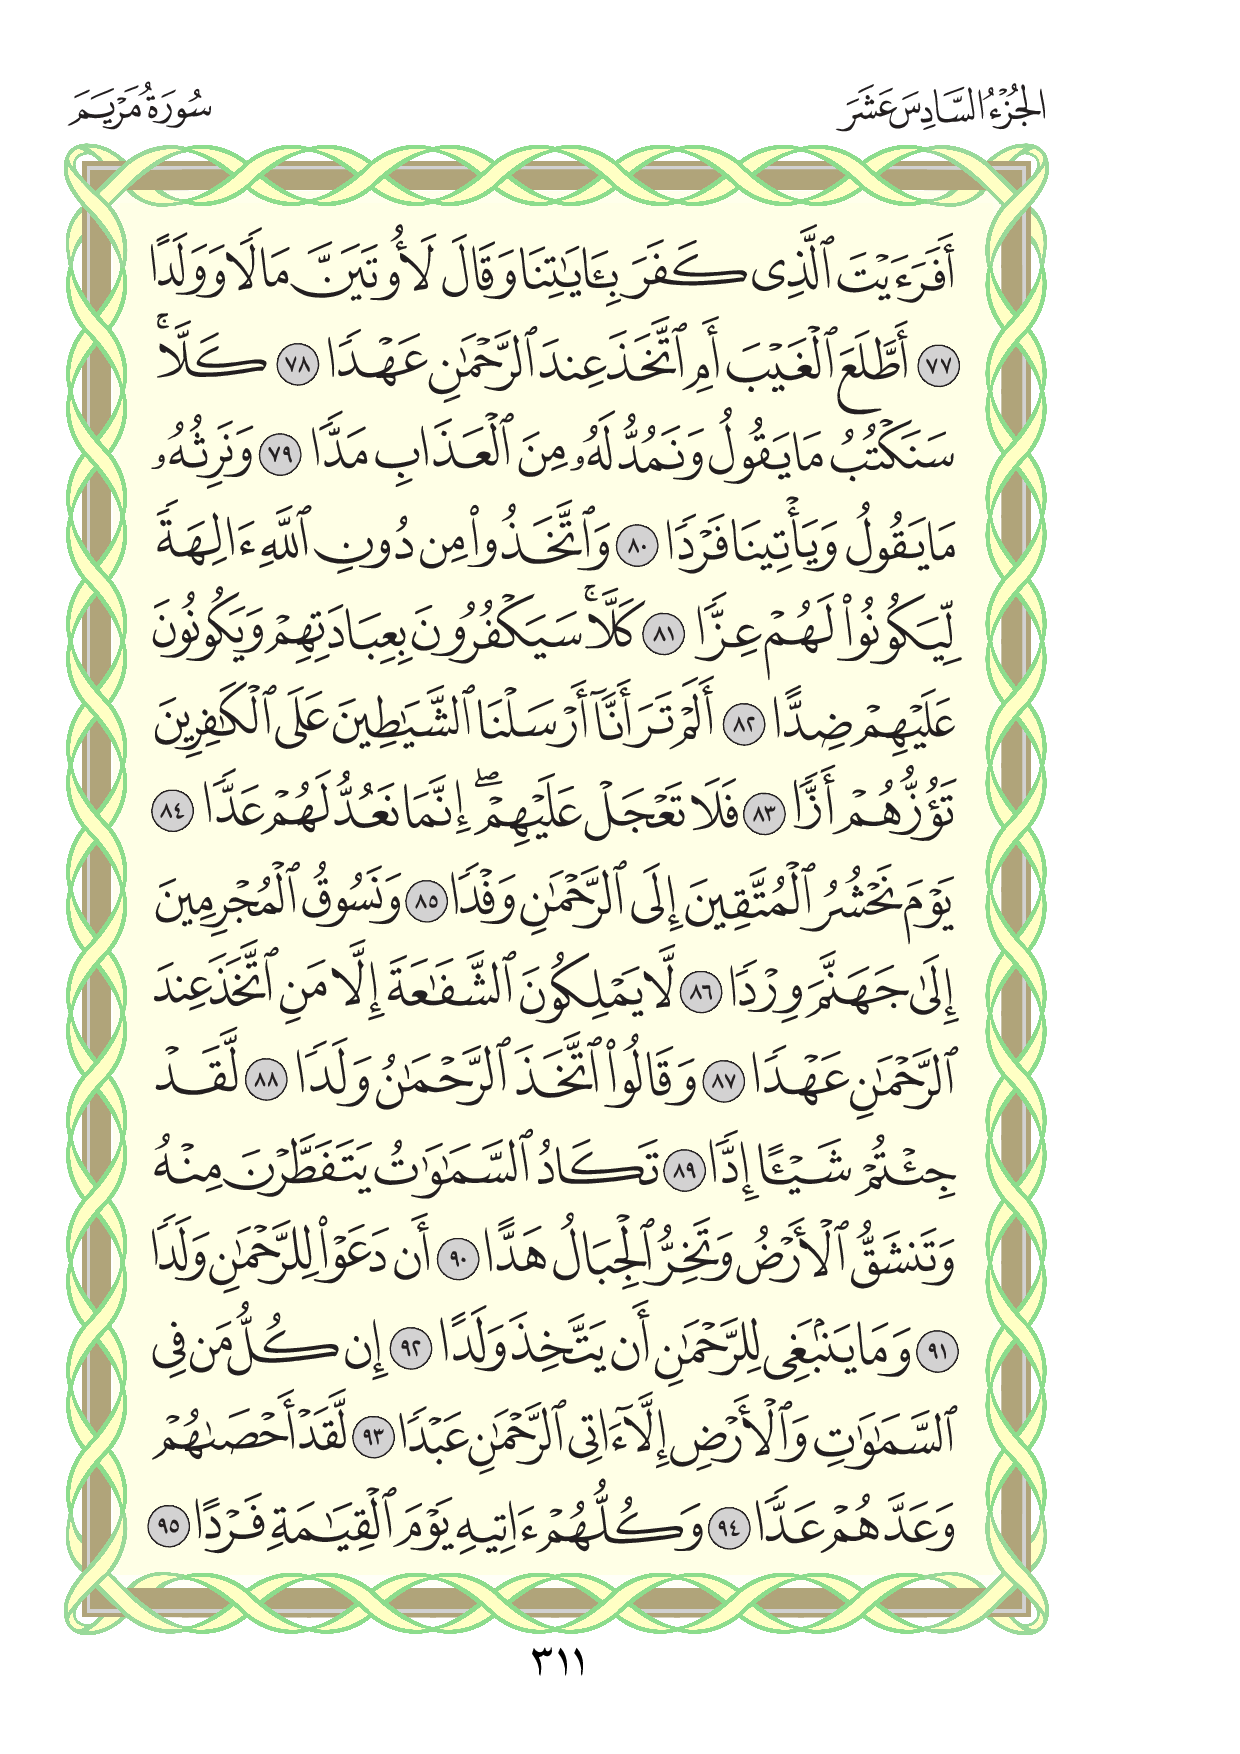 الجُزْءُ السَّادِسَ عَشَرَ
سُورَةُ مَرْيَمَ
أَفَرَءَيْتَ ٱلَّذِى كَفَرَ بِـَٔايَـٰتِنَا وَقَالَ لَأُوتَيَنَّ مَالًا وَوَلَدًا
٧٧ أَطَّلَعَ ٱلْغَيْبَ أَمِ ٱتَّخَذَ عِندَ ٱلرَّحْمَـٰنِ عَهْدًا ٧٨ كَلَّا ۚ
سَنَكْتُبُ مَا يَقُولُ وَنَمُدُّ لَهُۥ مِنَ ٱلْعَذَابِ مَدًّا ٧٩ وَنَرِثُهُۥ
مَا يَقُولُ وَيَأْتِينَا فَرْدًا ٨٠ وَٱتَّخَذُوا۟ مِن دُونِ ٱللَّهِ ءَالِهَةً
لِّيَكُونُوا۟ لَهُمْ عِزًّا ٨١ كَلَّا ۚ سَيَكْفُرُونَ بِعِبَادَتِهِمْ وَيَكُونُونَ
عَلَيْهِمْ ضِدًّا ٨٢ أَلَمْ تَرَ أَنَّآ أَرْسَلْنَا ٱلشَّيَـٰطِينَ عَلَى ٱلْكَـٰفِرِينَ
تَؤُزُّهُمْ أَزًّا ٨٣ فَلَا تَعْجَلْ عَلَيْهِمْ ۖ إِنَّمَا نَعُدُّ لَهُمْ عَدًّا ٨٤
يَوْمَ نَحْشُرُ ٱلْمُتَّقِينَ إِلَى ٱلرَّحْمَـٰنِ وَفْدًا ٨٥ وَنَسُوقُ ٱلْمُجْرِمِينَ
إِلَىٰ جَهَنَّمَ وِرْدًا ٨٦ لَّا يَمْلِكُونَ ٱلشَّفَـٰعَةَ إِلَّا مَنِ ٱتَّخَذَ عِندَ
ٱلرَّحْمَـٰنِ عَهْدًا ٨٧ وَقَالُوا۟ ٱتَّخَذَ ٱلرَّحْمَـٰنُ وَلَدًا ٨٨ لَّقَدْ
جِئْتُمْ شَيْـًٔا إِدًّا ٨٩ تَكَادُ ٱلسَّمَـٰوَٰتُ يَتَفَطَّرْنَ مِنْهُ
وَتَنشَقُّ ٱلْأَرْضُ وَتَخِرُّ ٱلْجِبَالُ هَدًّا ٩٠ أَن دَعَوْا۟ لِلرَّحْمَـٰنِ وَلَدًا
٩١ وَمَا يَنۢبَغِى لِلرَّحْمَـٰنِ أَن يَتَّخِذَ وَلَدًا ٩٢ إِن كُلُّ مَن فِى
ٱلسَّمَـٰوَٰتِ وَٱلْأَرْضِ إِلَّآ ءَاتِى ٱلرَّحْمَـٰنِ عَبْدًا ٩٣ لَّقَدْ أَحْصَىٰهُمْ
وَعَدَّهُمْ عَدًّا ٩٤ وَكُلُّهُمْ ءَاتِيهِ يَوْمَ ٱلْقِيَـٰمَةِ فَرْدًا ٩٥
٣١١